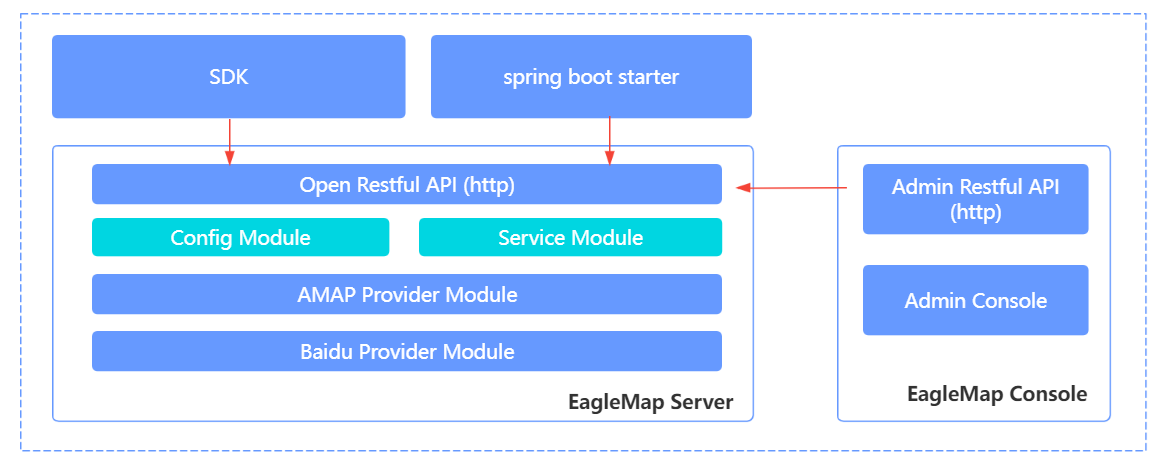 SDK
spring boot starter
Open Restful API (http)
Config Module
Service Module
AMAP Provider Module
Baidu Provider Module
EagleMap Server
Admin Restful API
(http)
Admin Console
EagleMap Console